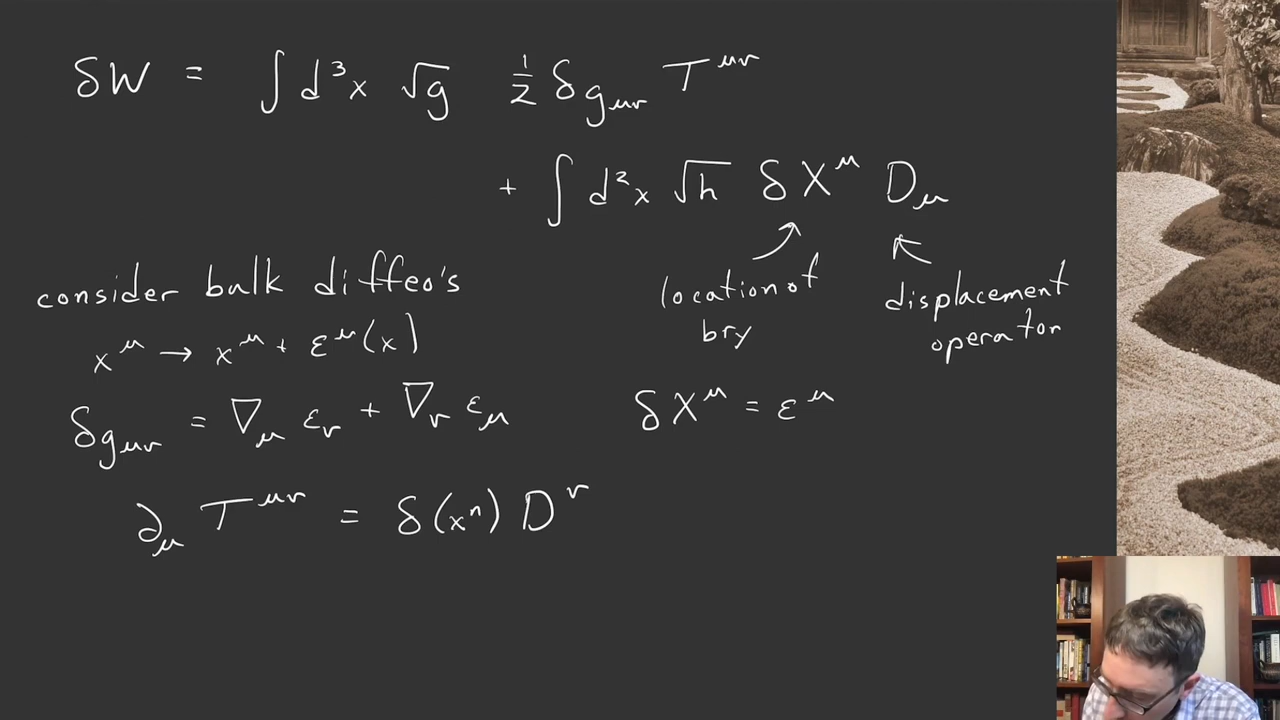 δW = ∫ d³x √g ½ δg_μν T^μν
+ ∫ d²x √h δX^μ D_μ
consider bulk diffeo's
x^μ → x^μ + ε^μ(x)
location of
bry
displacement
operator
δg_μν = ∇_μ ε_ν + ∇_ν ε_μ
δX^μ = ε^μ
∂_μ T^μν = δ(xⁿ) D^ν